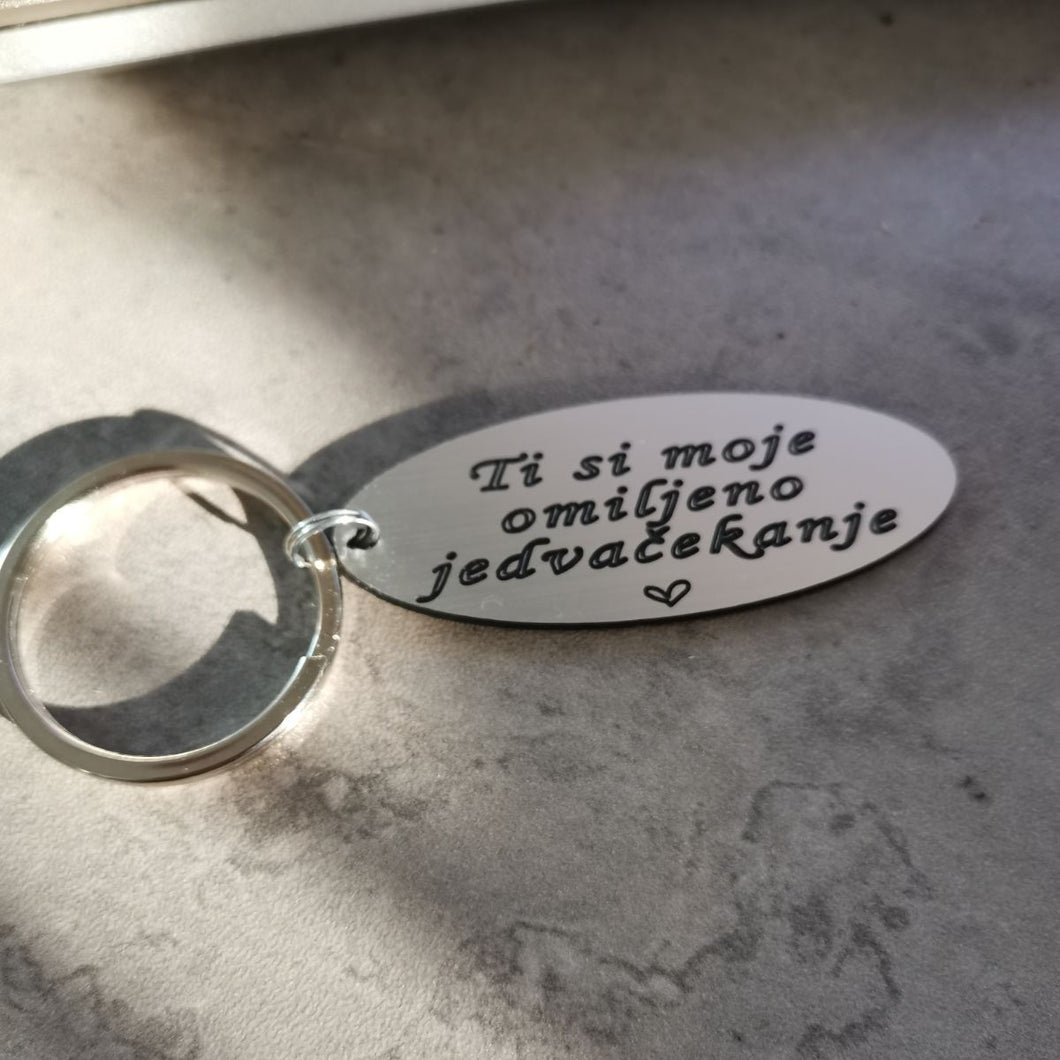 Ti si moje
omiljeno
jedvačekanje